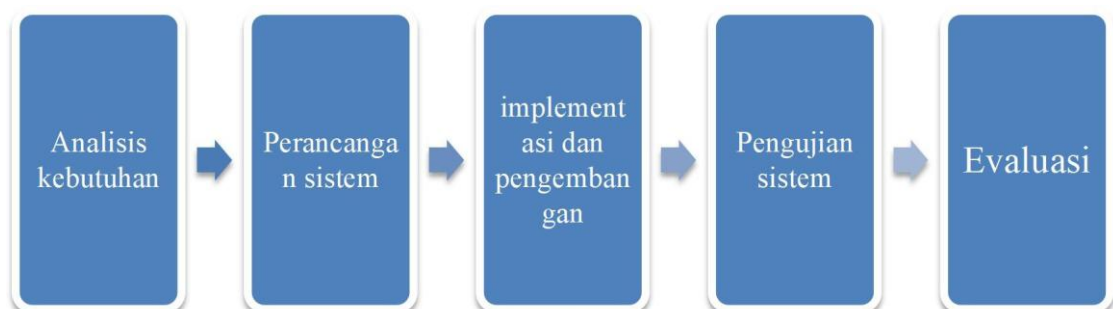 Analisis
kebutuhan
Perancanga
n sistem
implement
asi dan
pengemban
gan
Pengujian
sistem
Evaluasi